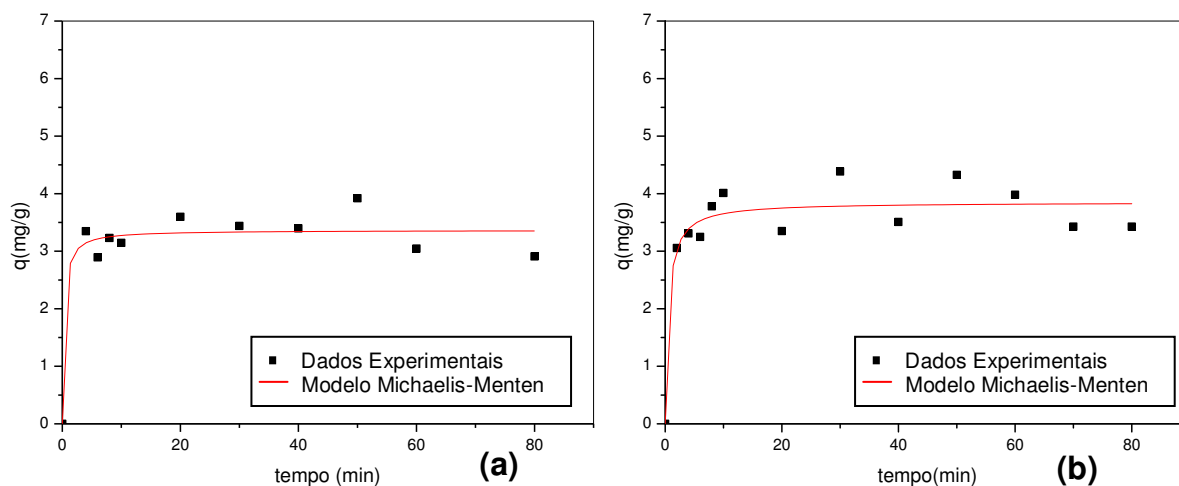 7
6
5
4
3
2
1
0
q(mg/g)
0
20
40
60
80
tempo (min)
Dados Experimentais
Modelo Michaelis-Menten
(a)
7
6
5
4
3
2
1
0
q(mg/g)
0
20
40
60
80
tempo(min)
Dados Experimentais
Modelo Michaelis-Menten
(b)